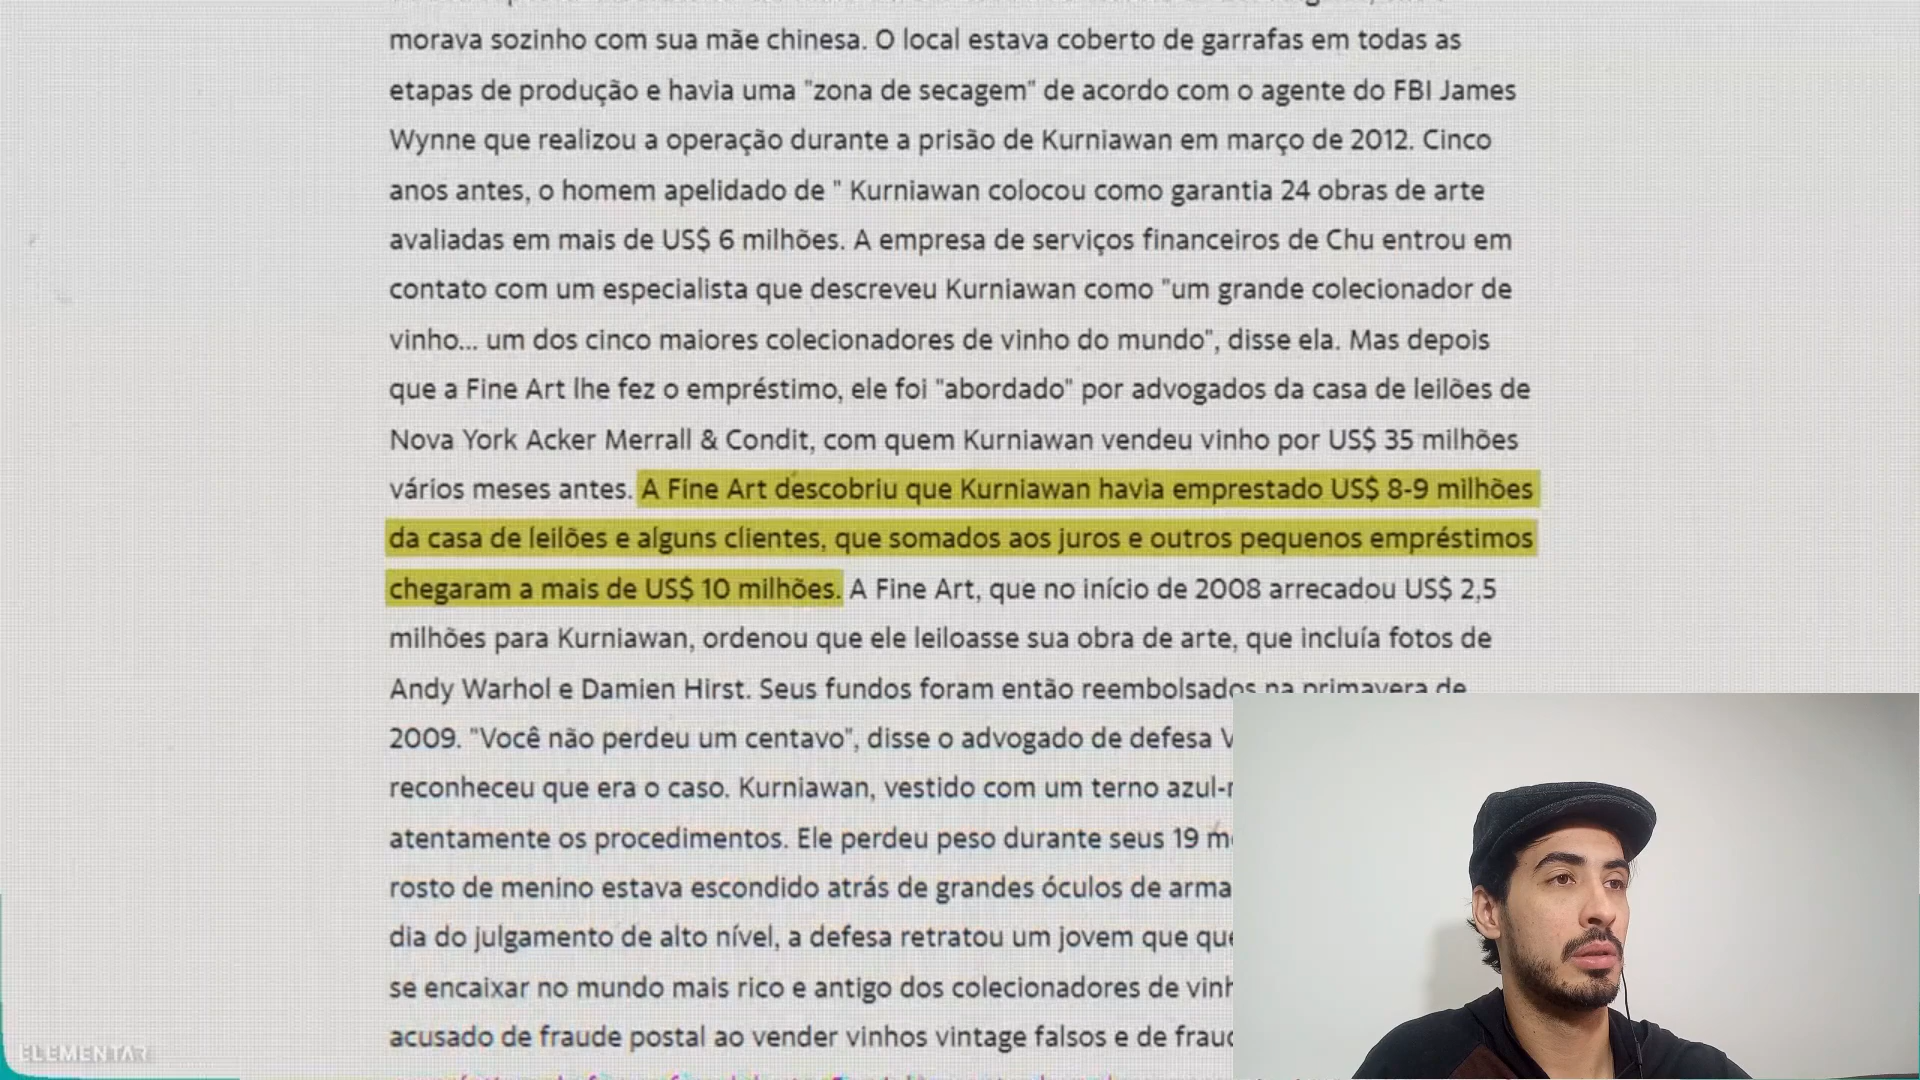 morava sozinho com sua mãe chinesa. O local estava coberto de garrafas em todas as
etapas de produção e havia uma "zona de secagem" de acordo com o agente do FBI James
Wynne que realizou a operação durante a prisão de Kurniawan em março de 2012. Cinco
anos antes, o homem apelidado de " Kurniawan colocou como garantia 24 obras de arte
avaliadas em mais de US$ 6 milhões. A empresa de serviços financeiros de Chu entrou em
contato com um especialista que descreveu Kurniawan como "um grande colecionador de
vinho... um dos cinco maiores colecionadores de vinho do mundo", disse ela. Mas depois
que a Fine Art lhe fez o empréstimo, ele foi "abordado" por advogados da casa de leilões de
Nova York Acker Merrall & Condit, com quem Kurniawan vendeu vinho por US$ 35 milhões
vários meses antes. A Fine Art descobriu que Kurniawan havia emprestado US$ 8-9 milhões
da casa de leilões e alguns clientes, que somados aos juros e outros pequenos empréstimos
chegaram a mais de US$ 10 milhões. A Fine Art, que no início de 2008 arrecadou US$ 2,5
milhões para Kurniawan, ordenou que ele leiloasse sua obra de arte, que incluía fotos de
Andy Warhol e Damien Hirst. Seus fundos foram então reembolsados na primavera de
2009. "Você não perdeu um centavo", disse o advogado de defesa V
reconheceu que era o caso. Kurniawan, vestido com um terno azul-
atentamente os procedimentos. Ele perdeu peso durante seus 19 m
rosto de menino estava escondido atrás de grandes óculos de arma
dia do julgamento de alto nível, a defesa retratou um jovem que que
se encaixar no mundo mais rico e antigo dos colecionadores de vinh
acusado de fraude postal ao vender vinhos vintage falsos e de frau
ELEMENTAR